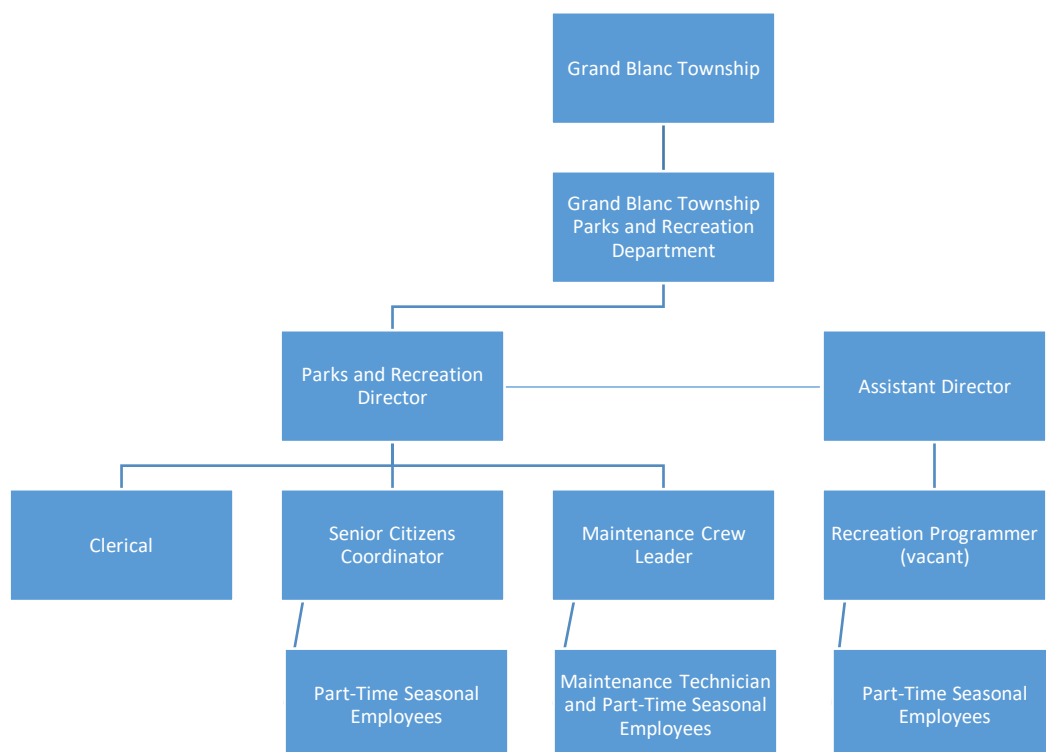 Grand Blanc Township
Grand Blanc Township
Parks and Recreation
Department
Parks and Recreation
Director
Assistant Director
Clerical
Senior Citizens
Coordinator
Maintenance Crew
Leader
Recreation Programmer
(vacant)
Part-Time Seasonal
Employees
Maintenance Technician
and Part-Time Seasonal
Employees
Part-Time Seasonal
Employees